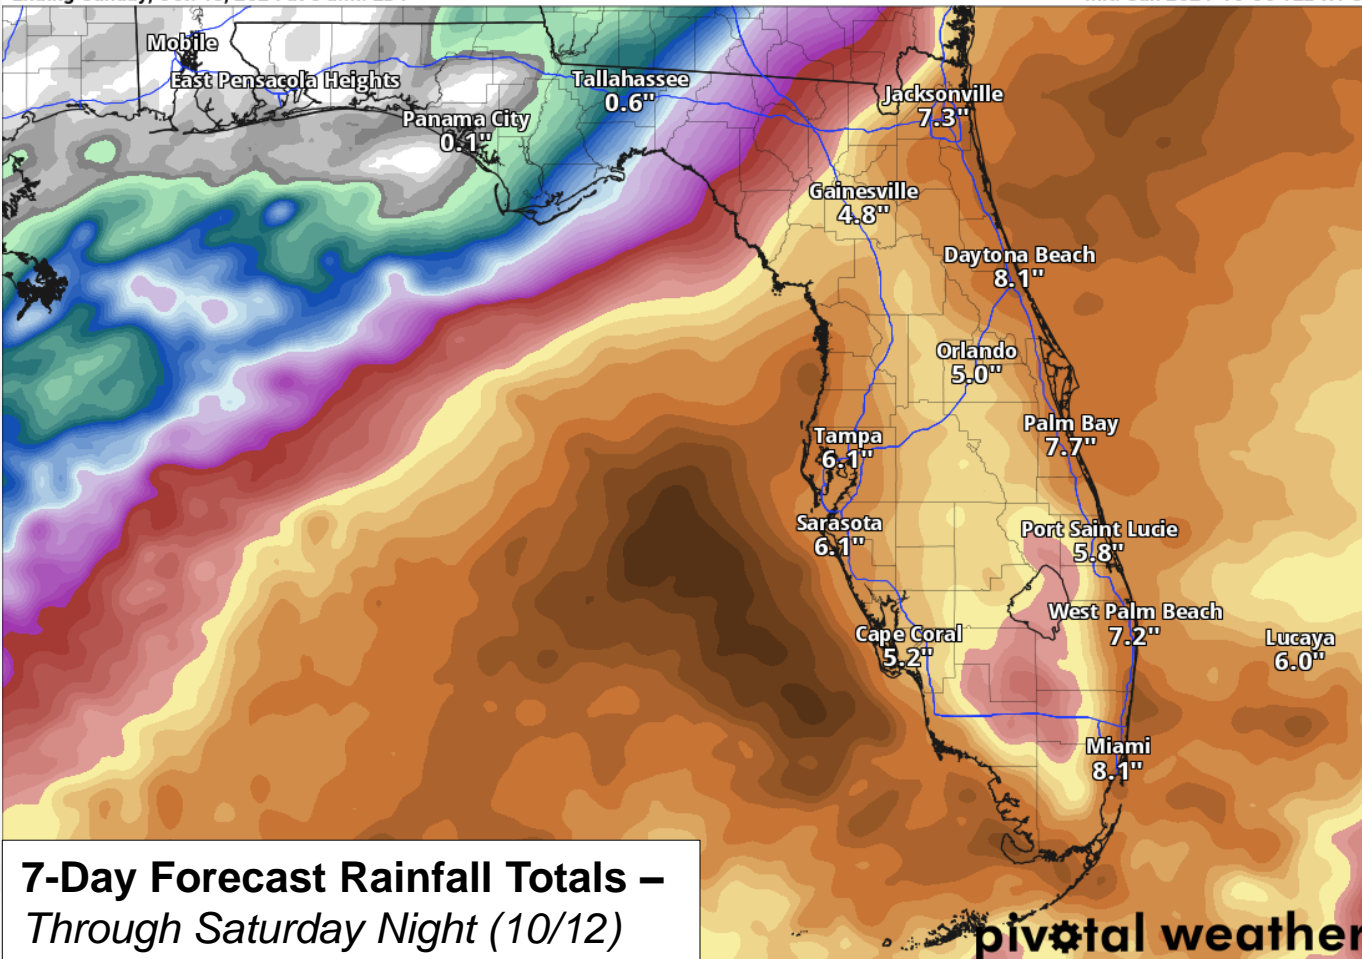 Mobile
East Pensacola Heights
Tallahassee
0.6"
Panama City
0.1"
Jacksonville
7.3"
Gainesville
4.8"
Daytona Beach
8.1"
Orlando
5.0"
Palm Bay
7.7"
Tampa
6.1"
Sarasota
6.1"
Port Saint Lucie
5.8"
West Palm Beach
7.2"
Cape Coral
5.2"
Lucaya
6.0"
Miami
8.1"
7-Day Forecast Rainfall Totals –
Through Saturday Night (10/12)
pivotal weather